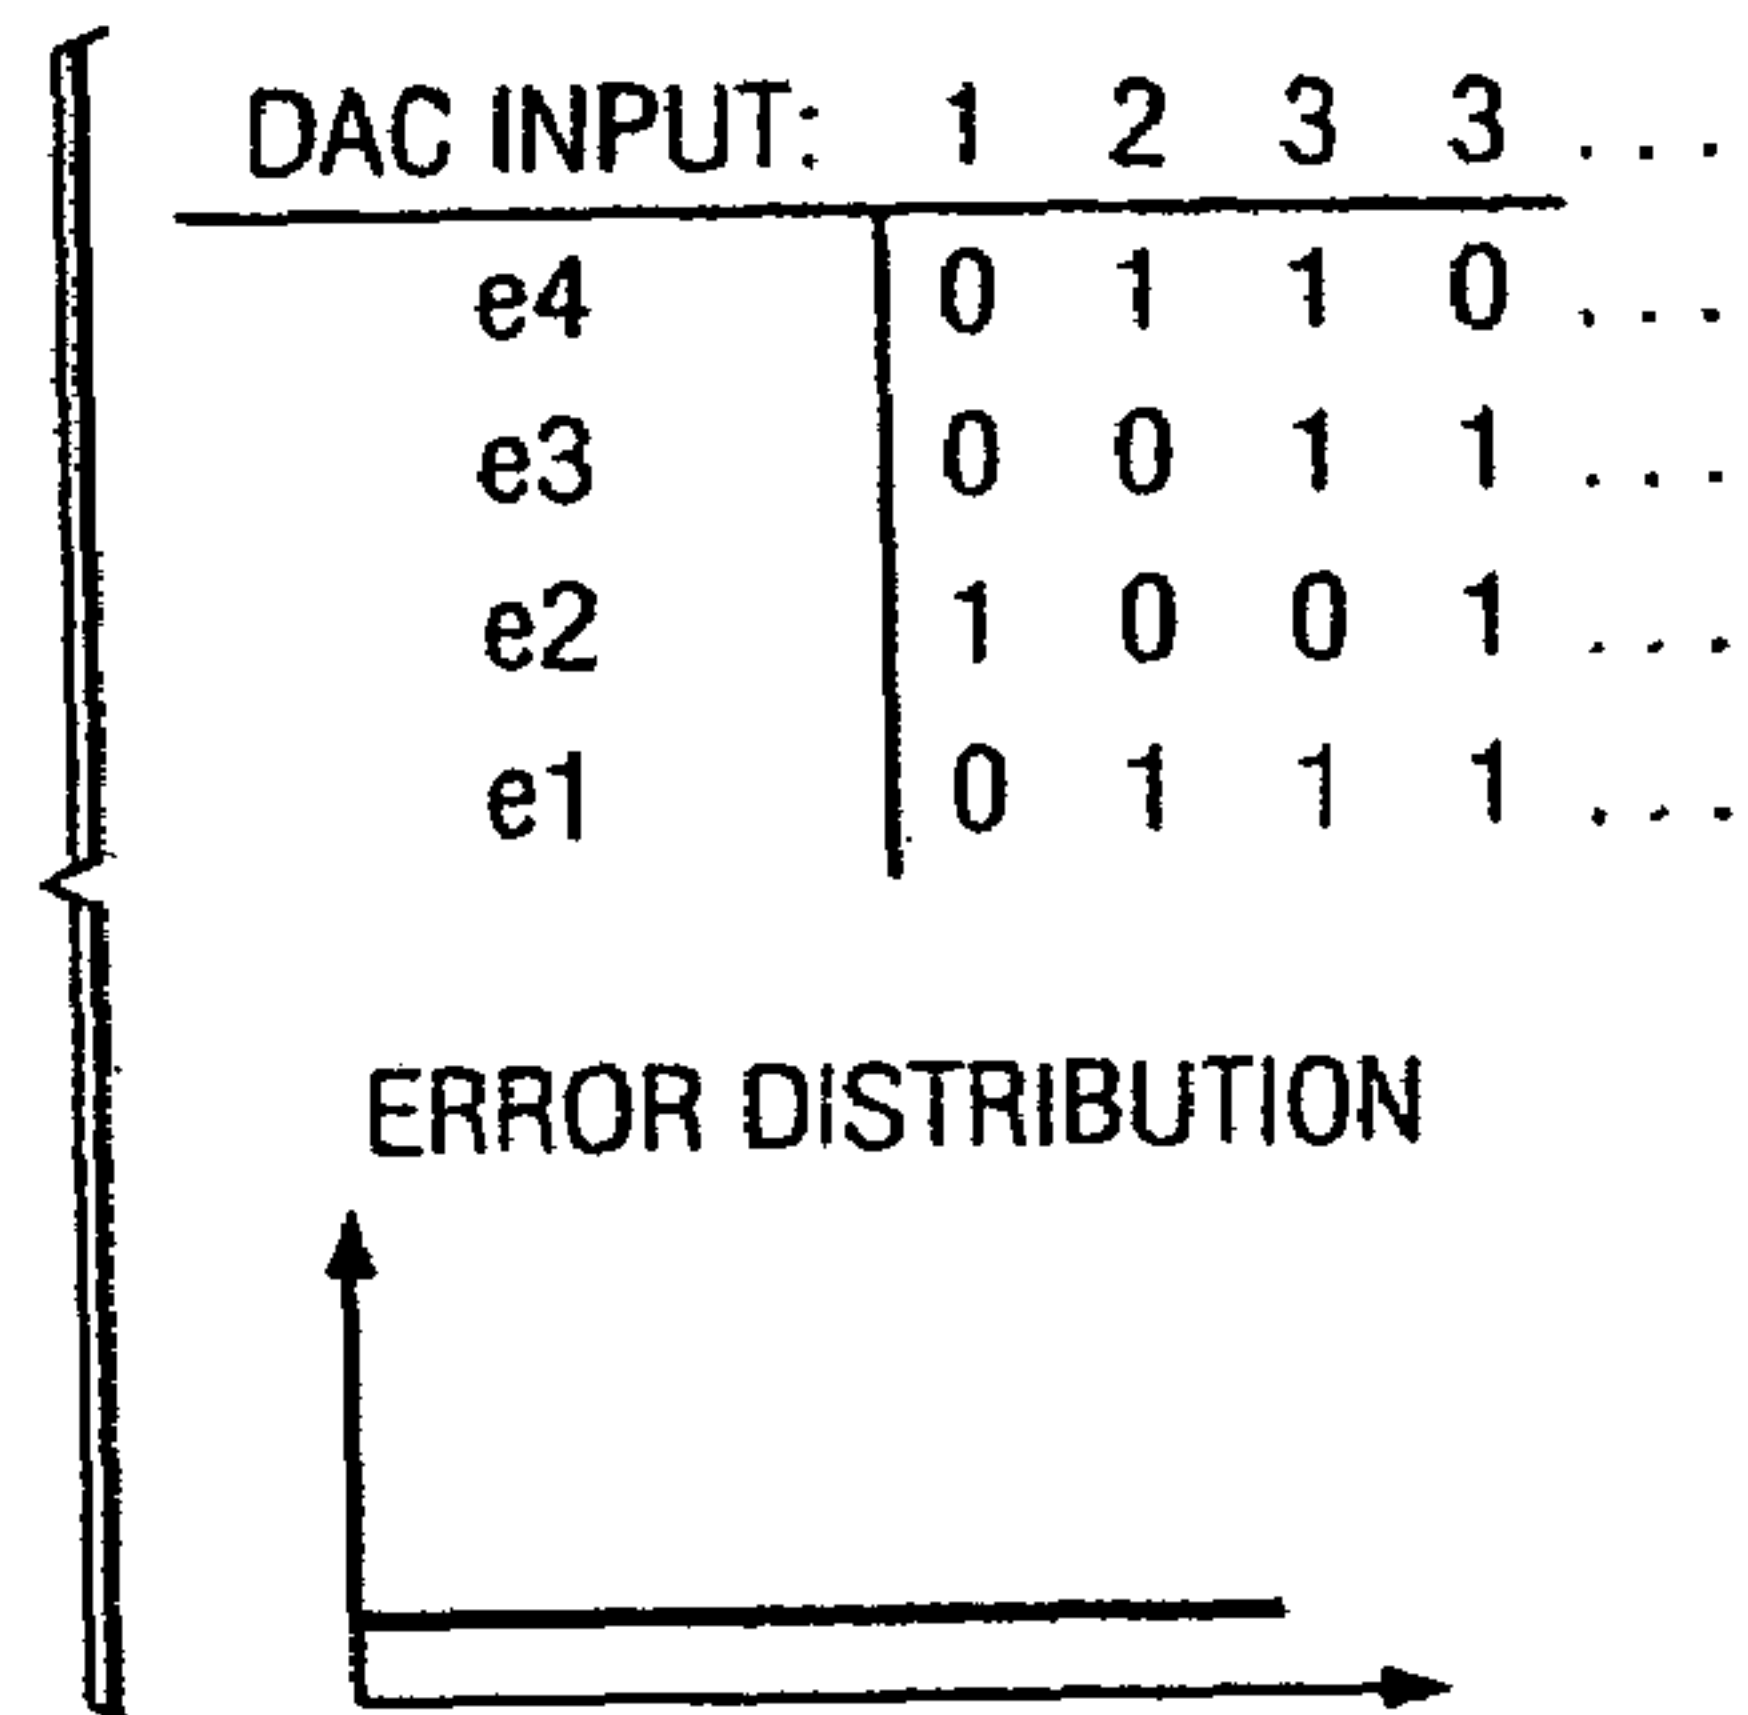 DAC INPUT: 1 2 3 3 . . .
e4 0 1 1 0 . . .
e3 0 0 1 1 . . .
e2 1 0 0 1 . . .
e1 0 1 1 1 . . .
ERROR DISTRIBUTION